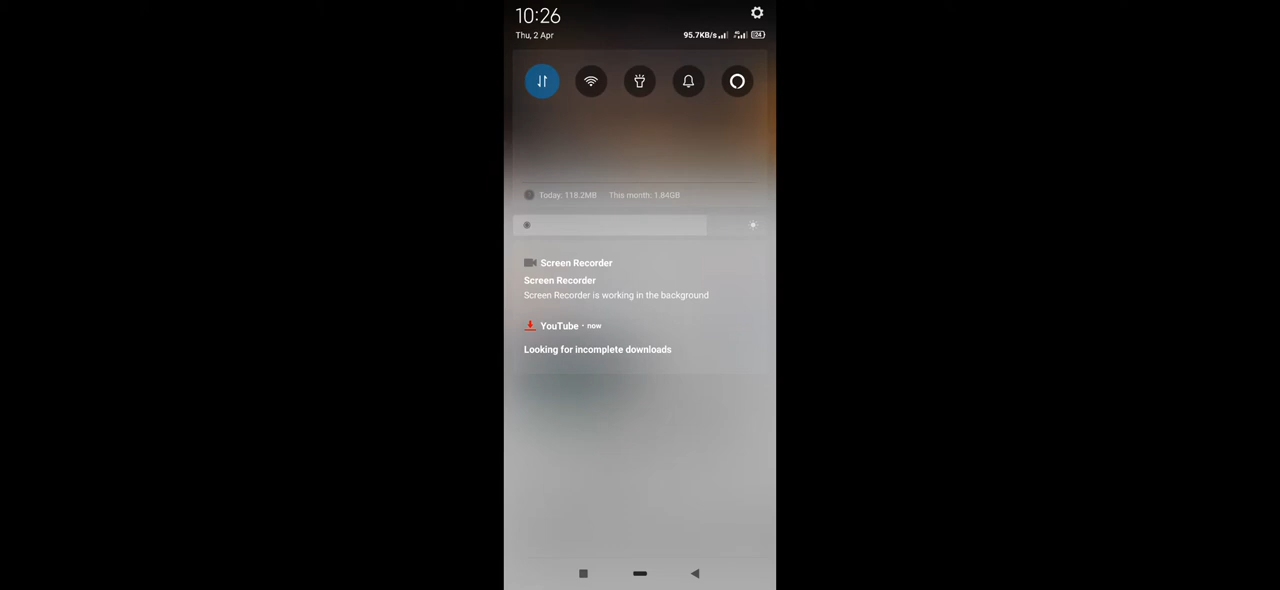 10:26
Thu, 2 Apr
95.7KB/s 24
Today: 118.2MB This month: 1.84GB
Screen Recorder
Screen Recorder
Screen Recorder is working in the background
YouTube • now
Looking for incomplete downloads